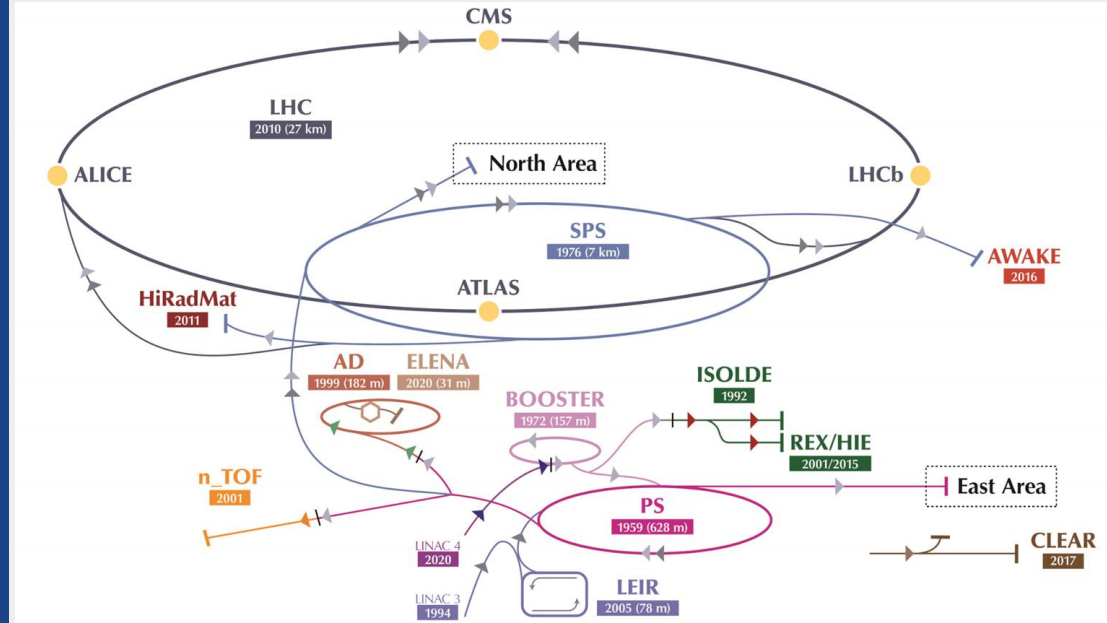 CMS
LHC
2010 (27 km)
North Area
ALICE
LHCb
SPS
1976 (7 km)
AWAKE
2016
ATLAS
HiRadMat
2011
AD
1999 (182 m)
ELENA
2020 (31 m)
ISOLDE
1992
BOOSTER
1972 (157 m)
REX/HIE
2001/2015
n_TOF
2001
East Area
PS
1959 (628 m)
LINAC 4
2020
CLEAR
2017
LEIR
2005 (78 m)
LINAC 3
1994